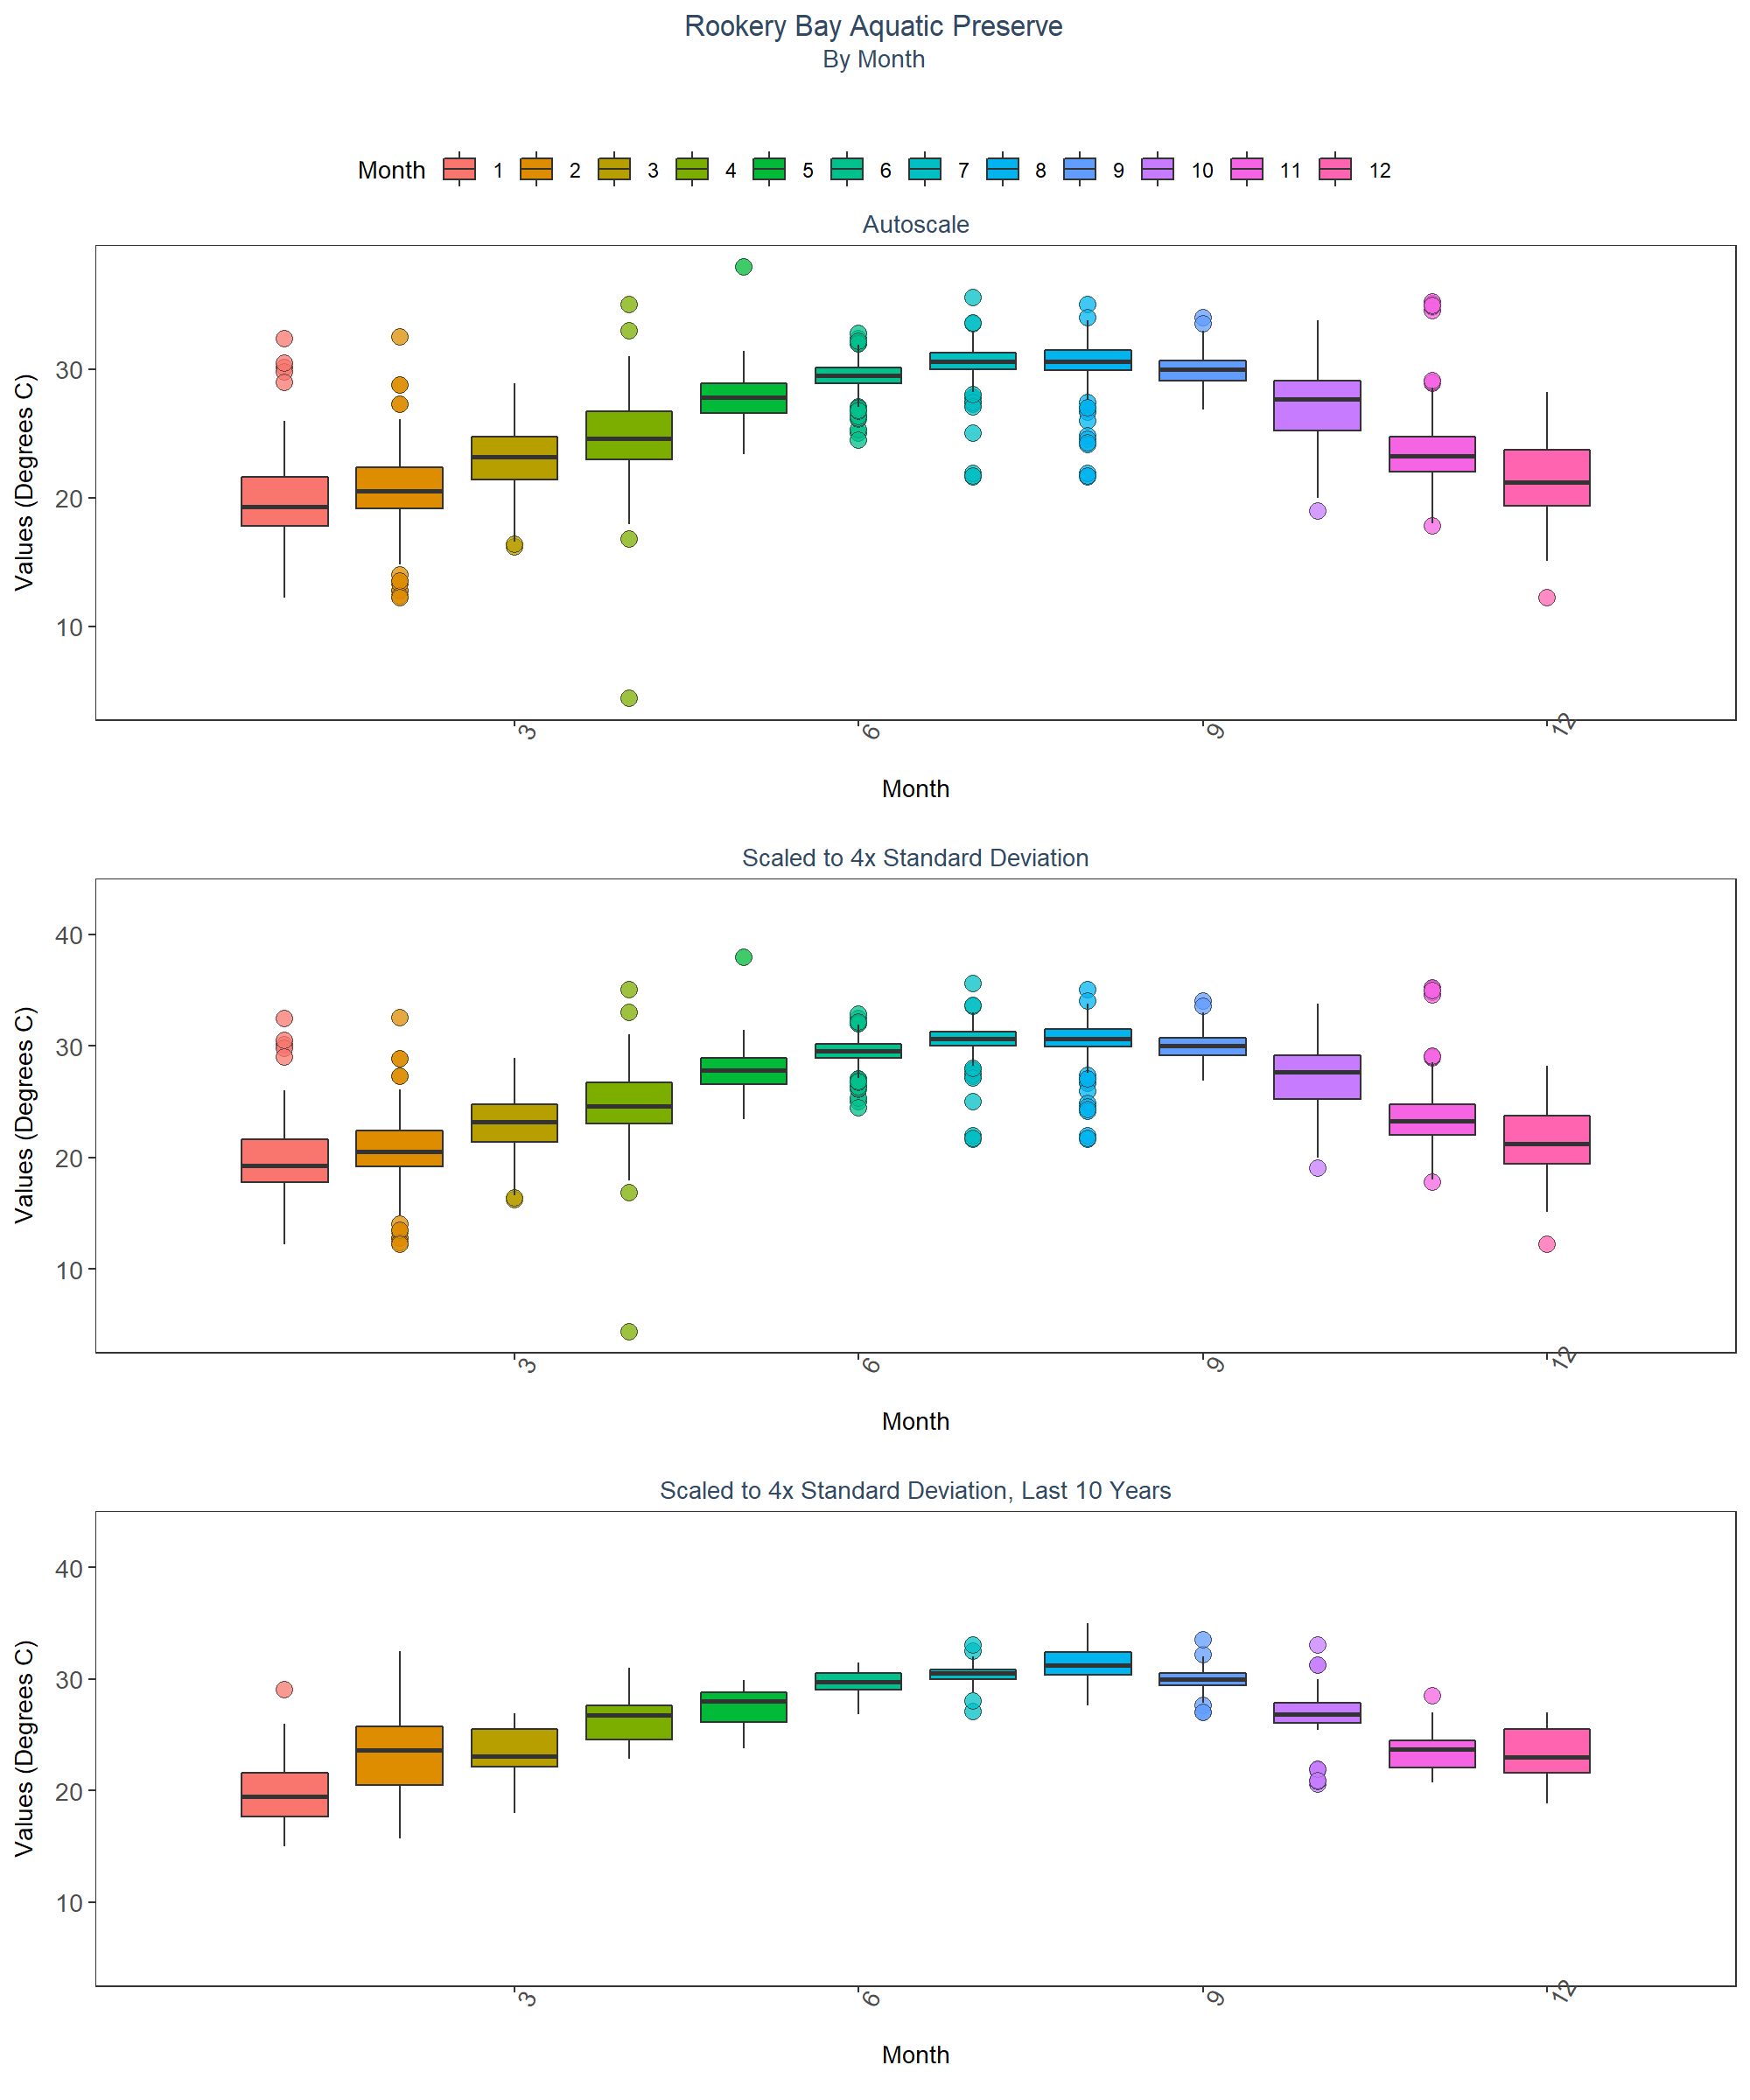 Rookery Bay Aquatic Preserve
By Month
Month 1 2 3 4 5 6 7 8 9 10 11 12
Autoscale
Values (Degrees C)
30
20
10
3 6 9 12
Month
Scaled to 4x Standard Deviation
Values (Degrees C)
40
30
20
10
3 6 9 12
Month
Scaled to 4x Standard Deviation, Last 10 Years
Values (Degrees C)
40
30
20
10
3 6 9 12
Month